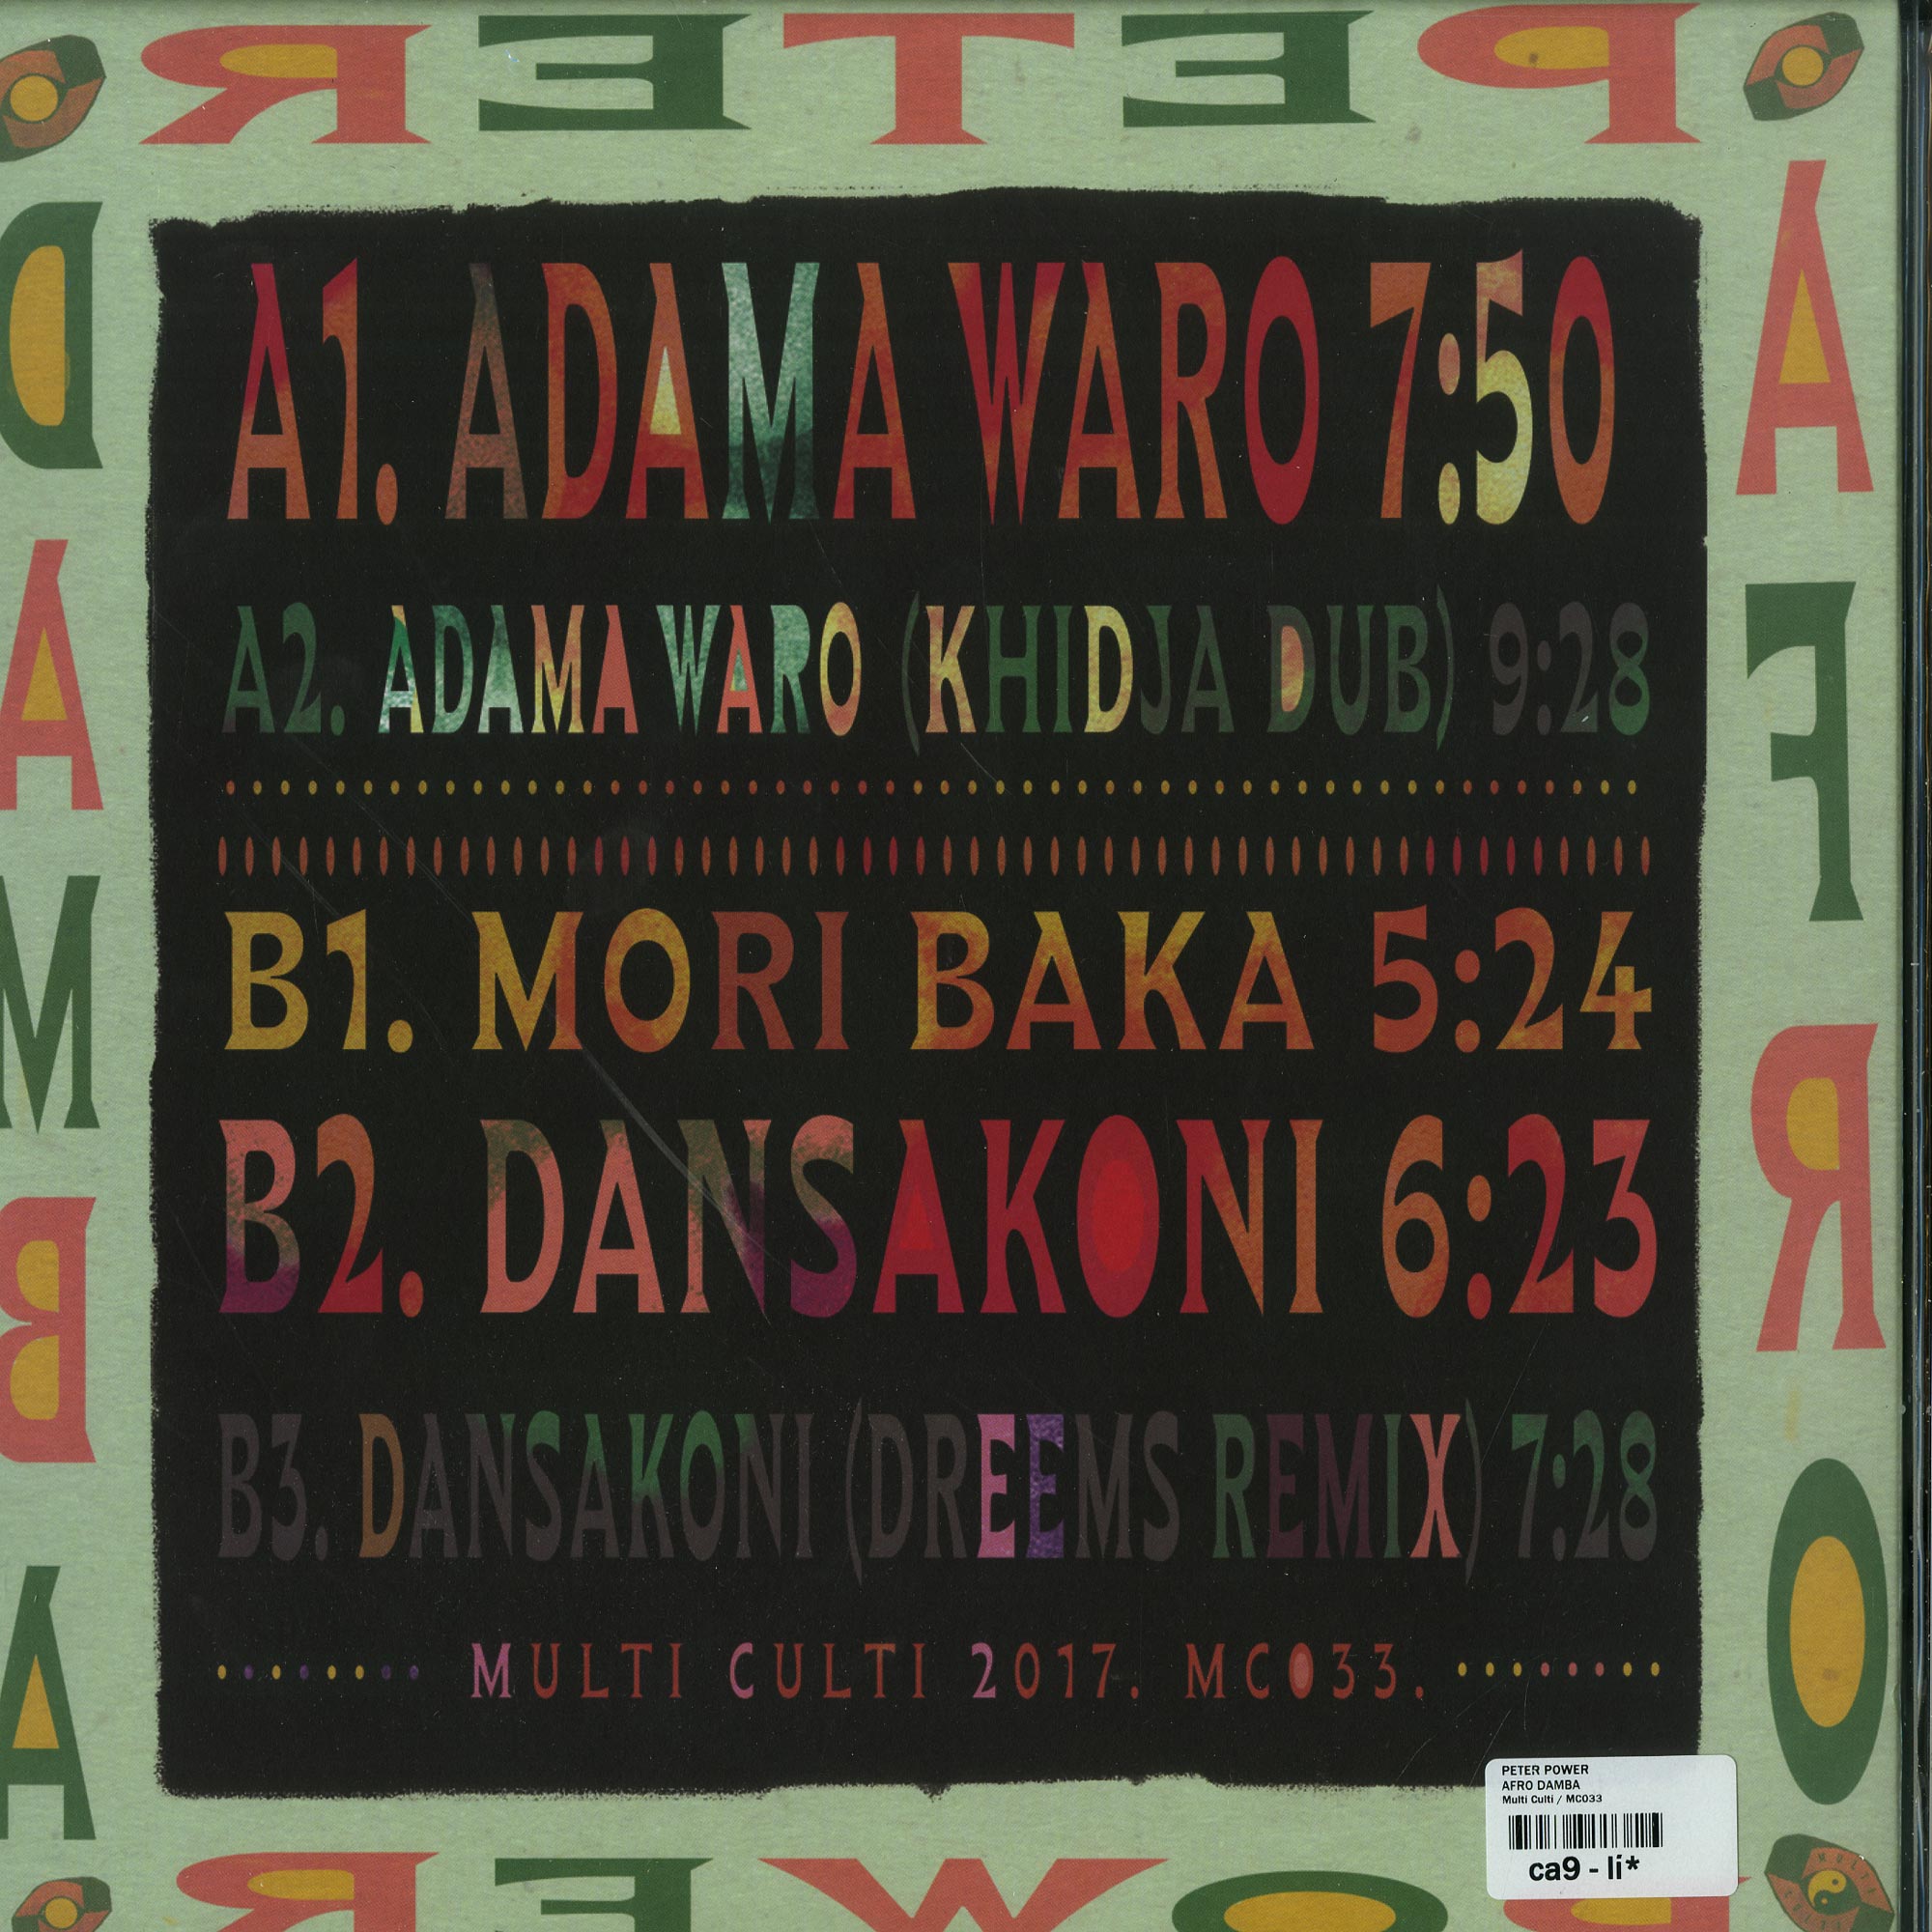 PETER
A1. ADAMA WARO 7:50
A2. ADAMA WARO (KHIDJA DUB) 9:28
B1. MORI BAKA 5:24
B2. DANSAKONI 6:23
B3. DANSAKONI (DREEMS REMIX) 7:28
MULTI CULTI 2017. MC033.
DAMBA
AFRO
POWER
PETER POWER
AFRO DAMBA
Multi Culti / MC033
ca9 - lí*